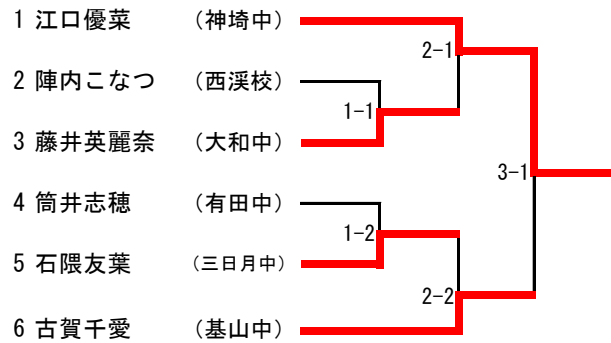 1 江口優菜 (神埼中)
2-1
2 陣内こなつ (西渓校)
1-1
3 藤井英麗奈 (大和中)
3-1
4 筒井志穂 (有田中)
1-2
5 石隈友葉 (三日月中)
2-2
6 古賀千愛 (基山中)